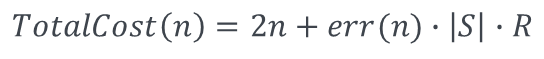 TotalCost(n) = 2n + err(n) · |S| · R